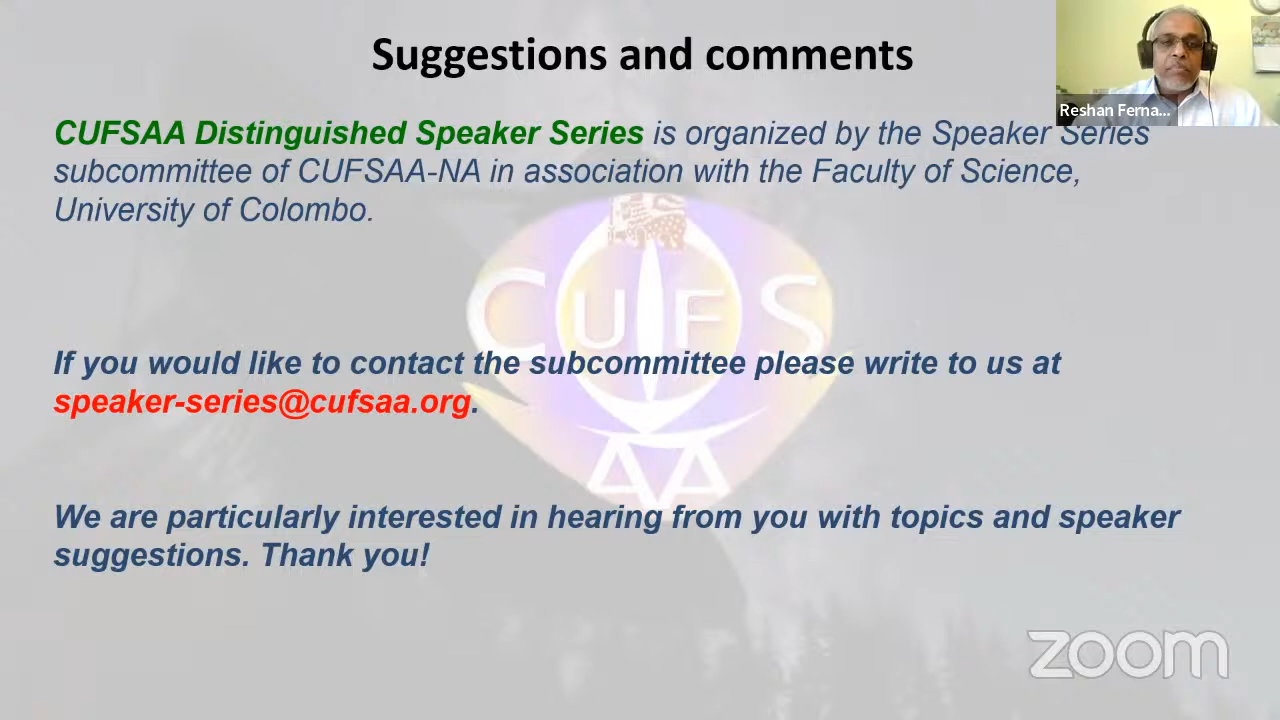 Suggestions and comments
Reshan Ferna...
CUFSAA Distinguished Speaker Series is organized by the Speaker Series
subcommittee of CUFSAA-NA in association with the Faculty of Science,
University of Colombo.
CUFS
AA
If you would like to contact the subcommittee please write to us at
speaker-series@cufsaa.org.
We are particularly interested in hearing from you with topics and speaker
suggestions. Thank you!
zoom